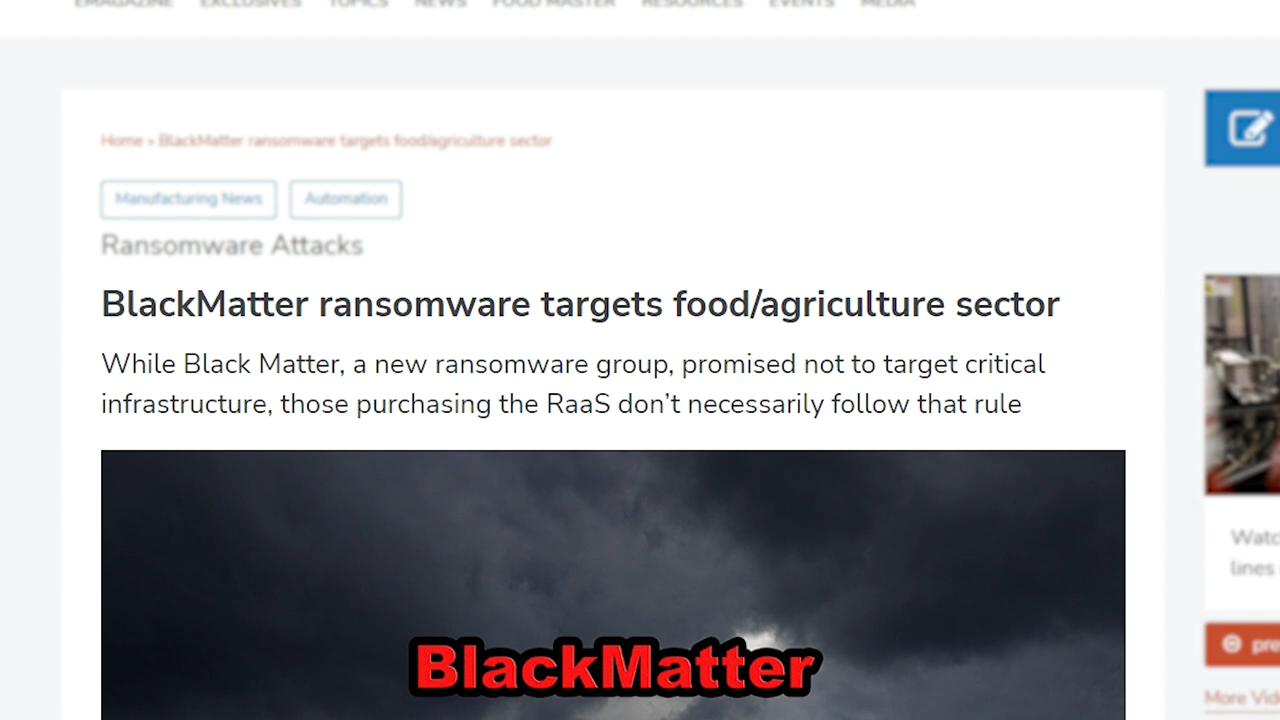 EMAGAZINE EXCLUSIVES TOPICS NEWS FOOD MASTER RESOURCES EVENTS MEDIA
Home » BlackMatter ransomware targets food/agriculture sector
Manufacturing News Automation
Ransomware Attacks
BlackMatter ransomware targets food/agriculture sector
While Black Matter, a new ransomware group, promised not to target critical
infrastructure, those purchasing the RaaS don’t necessarily follow that rule
BlackMatter
lines
More